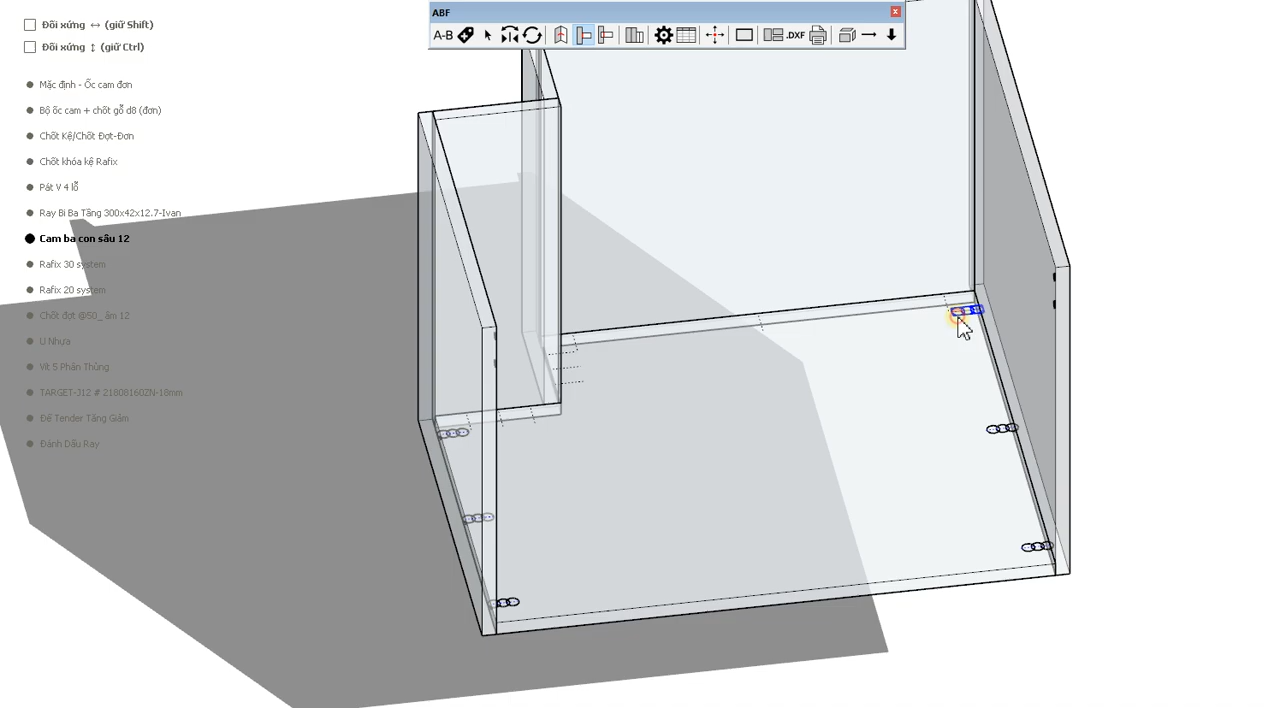 ABF
A-B
.DXF
Đối xứng ↔ (giữ Shift)
Đối xứng ↕ (giữ Ctrl)
Mặc định - Ốc cam đơn
Bộ ốc cam + chốt gỗ d8 (đơn)
Chốt Kệ/Chốt Đợt-Đơn
Chốt khóa kệ Rafix
Pát V 4 lỗ
Ray Bi Ba Tầng 300x42x12.7-Ivan
Cam ba con sâu 12
Rafix 30 system
Rafix 20 system
Chốt đợt @50_ âm 12
U Nhựa
Vít 5 Phân Thùng
TARGET-J12 # 21808160ZN-18mm
Đế Tender Tăng Giảm
Đánh Dấu Ray